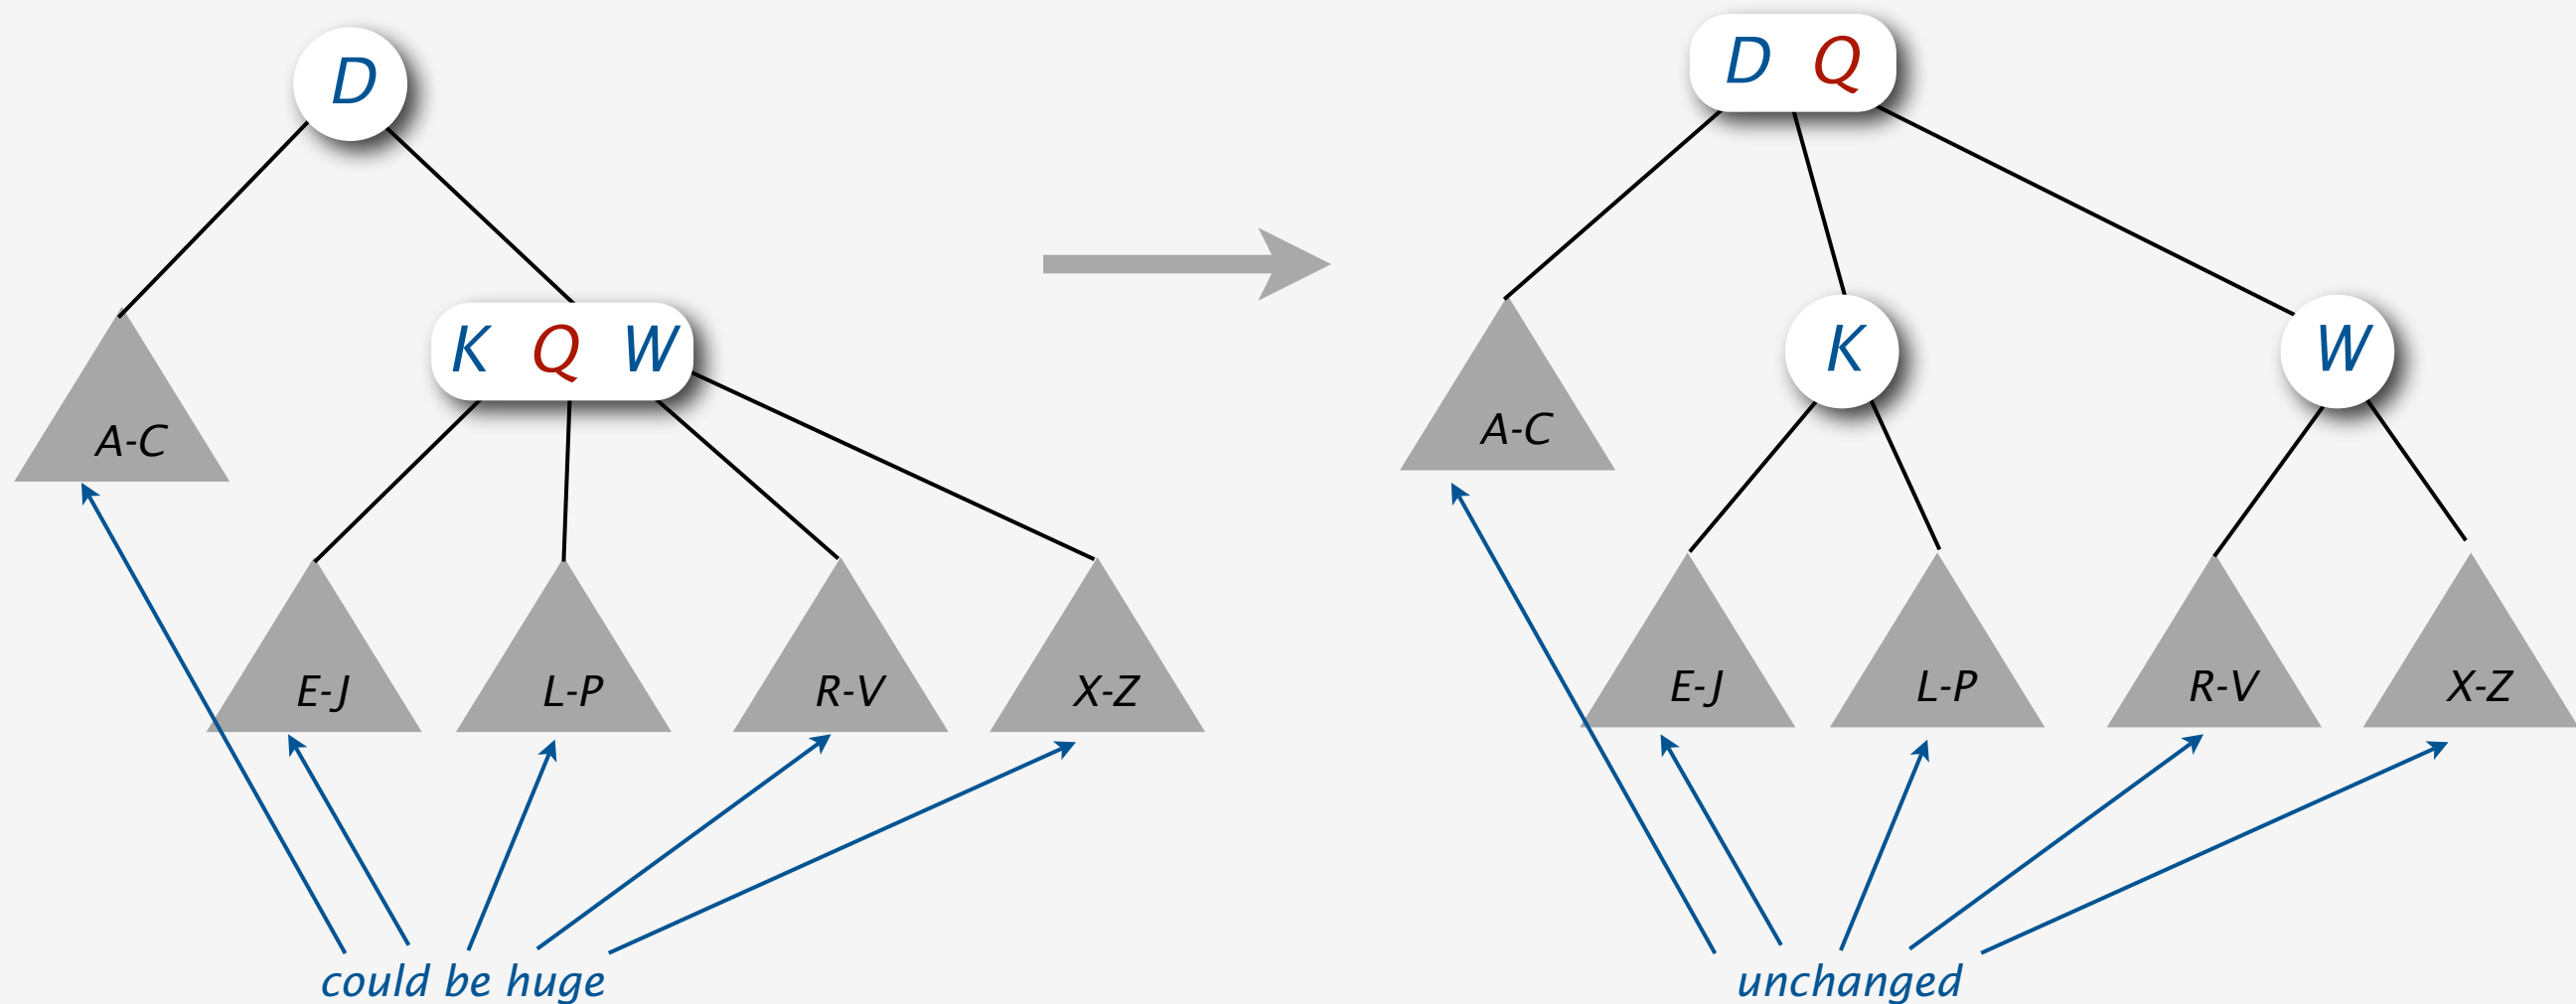 D
K Q W
A-C
E-J
L-P
R-V
X-Z
could be huge
D Q
K
W
A-C
E-J
L-P
R-V
X-Z
unchanged